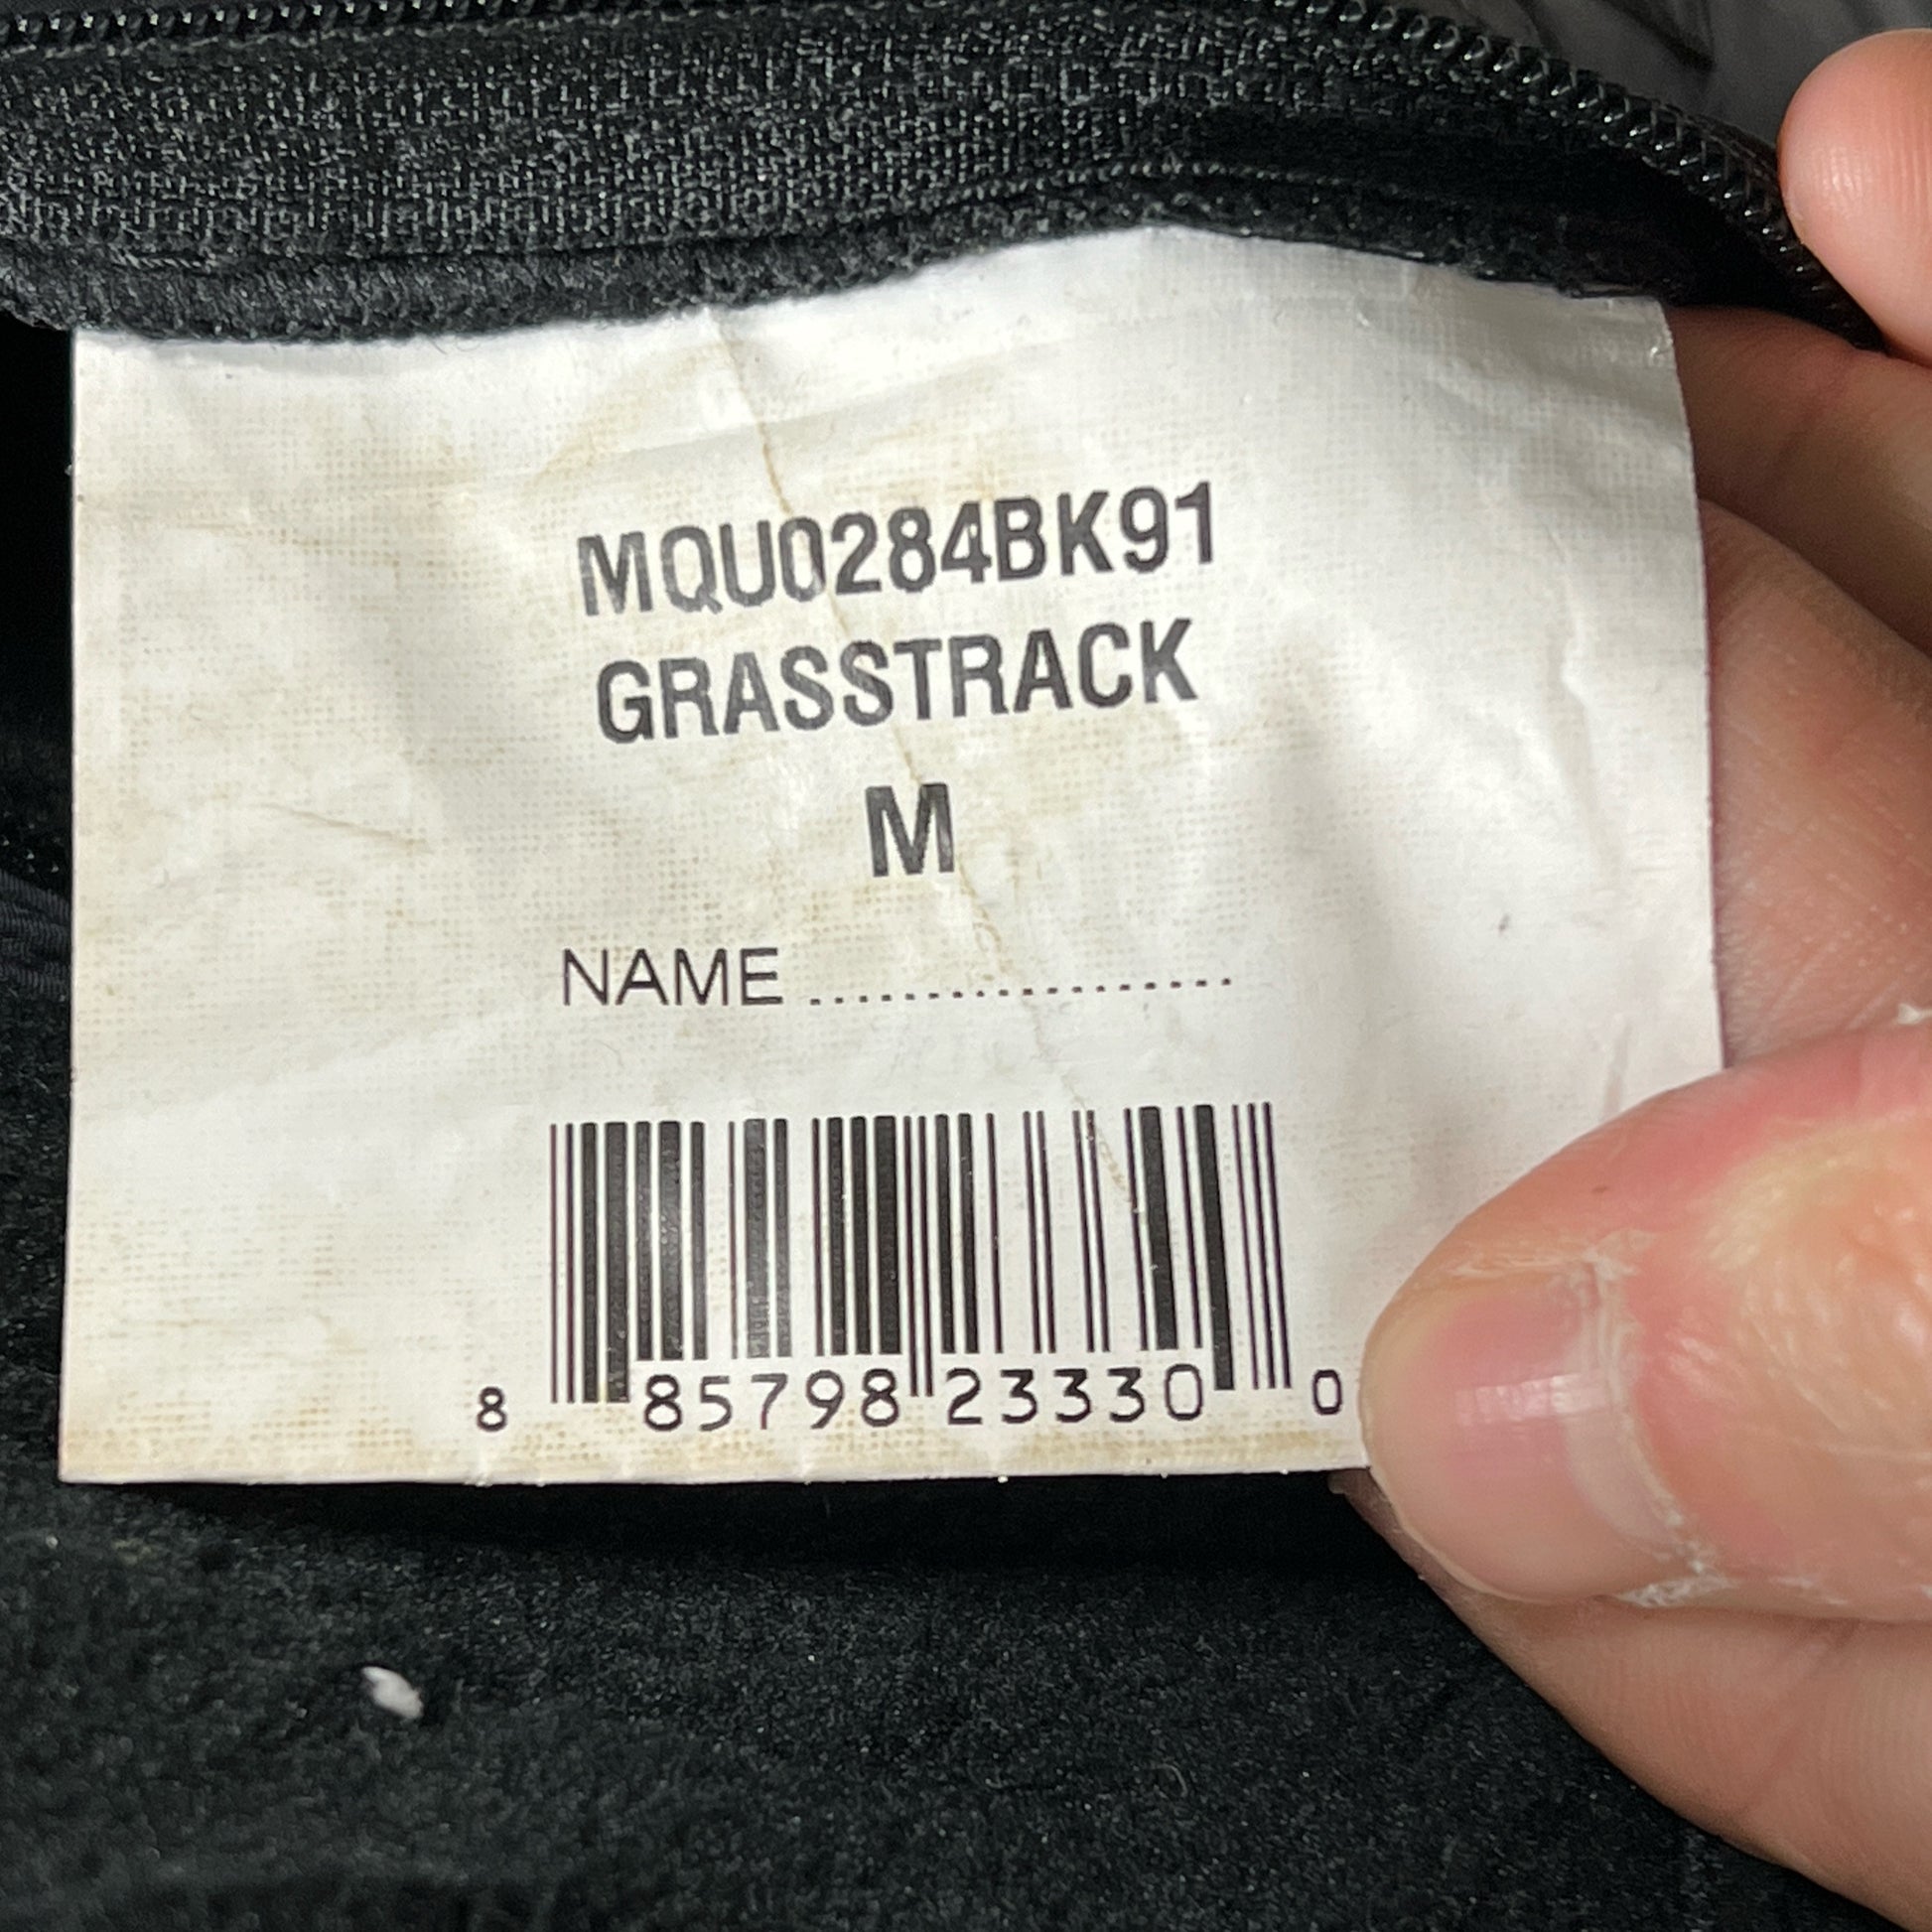 MQU0284BK91
GRASSTRACK
M
NAME ..................
8 85798 23330 0